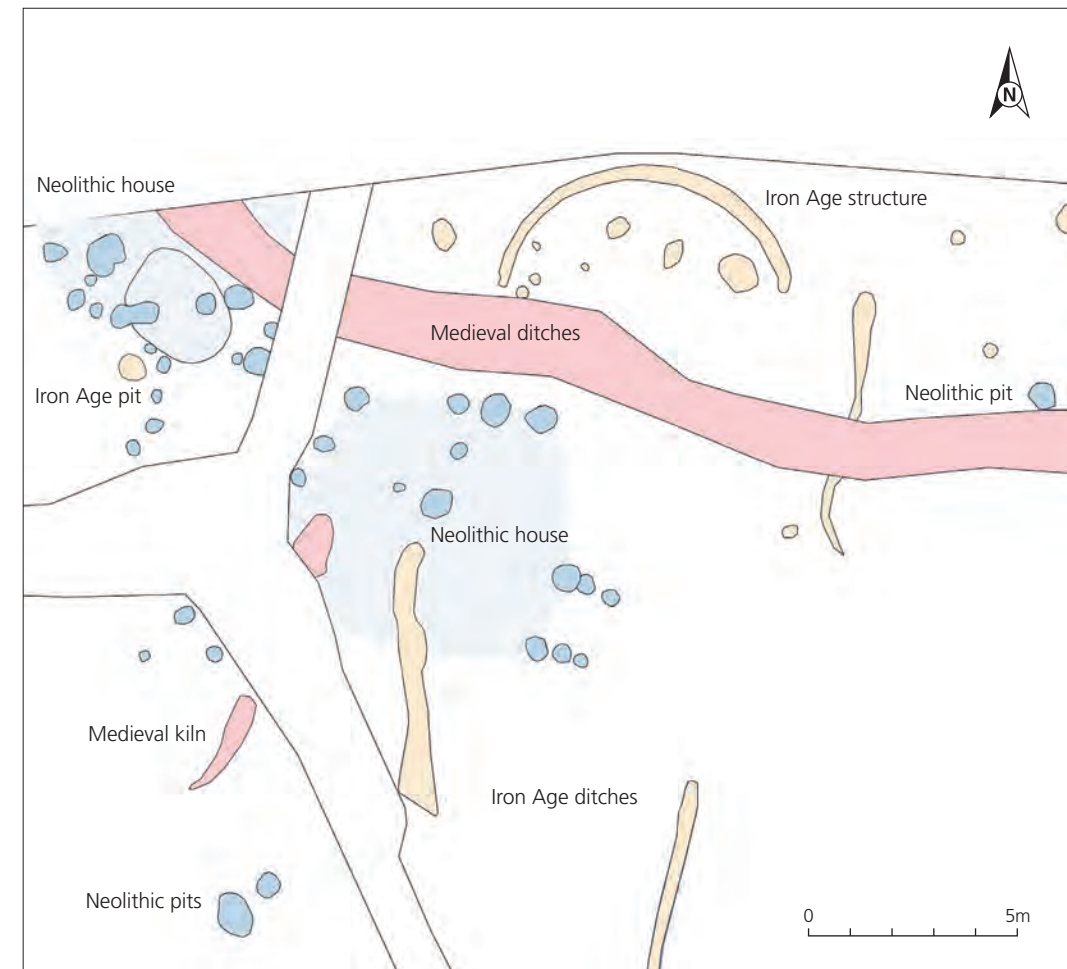 N
Neolithic house
Iron Age structure
Medieval ditches
Iron Age pit
Neolithic pit
Neolithic house
Medieval kiln
Iron Age ditches
Neolithic pits
0 5m